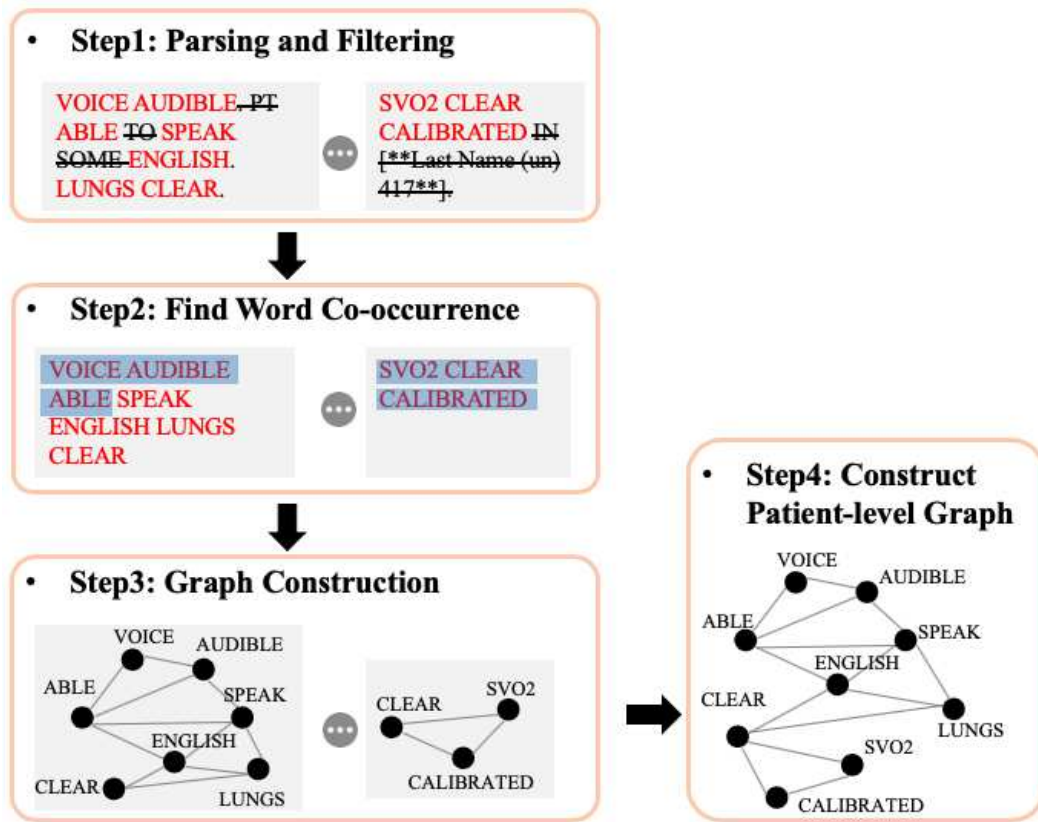 • Step1: Parsing and Filtering
VOICE AUDIBLE. PT
ABLE TO SPEAK
SOME ENGLISH.
LUNGS CLEAR.
SVO2 CLEAR
CALIBRATED IN
[**Last Name (un)
417**].
• Step2: Find Word Co-occurrence
VOICE AUDIBLE
ABLE SPEAK
ENGLISH LUNGS
CLEAR
SVO2 CLEAR
CALIBRATED
• Step3: Graph Construction
VOICE
AUDIBLE
ABLE
SPEAK
ENGLISH
CLEAR
LUNGS
SVO2
CLEAR
CALIBRATED
• Step4: Construct
Patient-level Graph
VOICE
AUDIBLE
ABLE
SPEAK
ENGLISH
CLEAR
LUNGS
SVO2
CALIBRATED